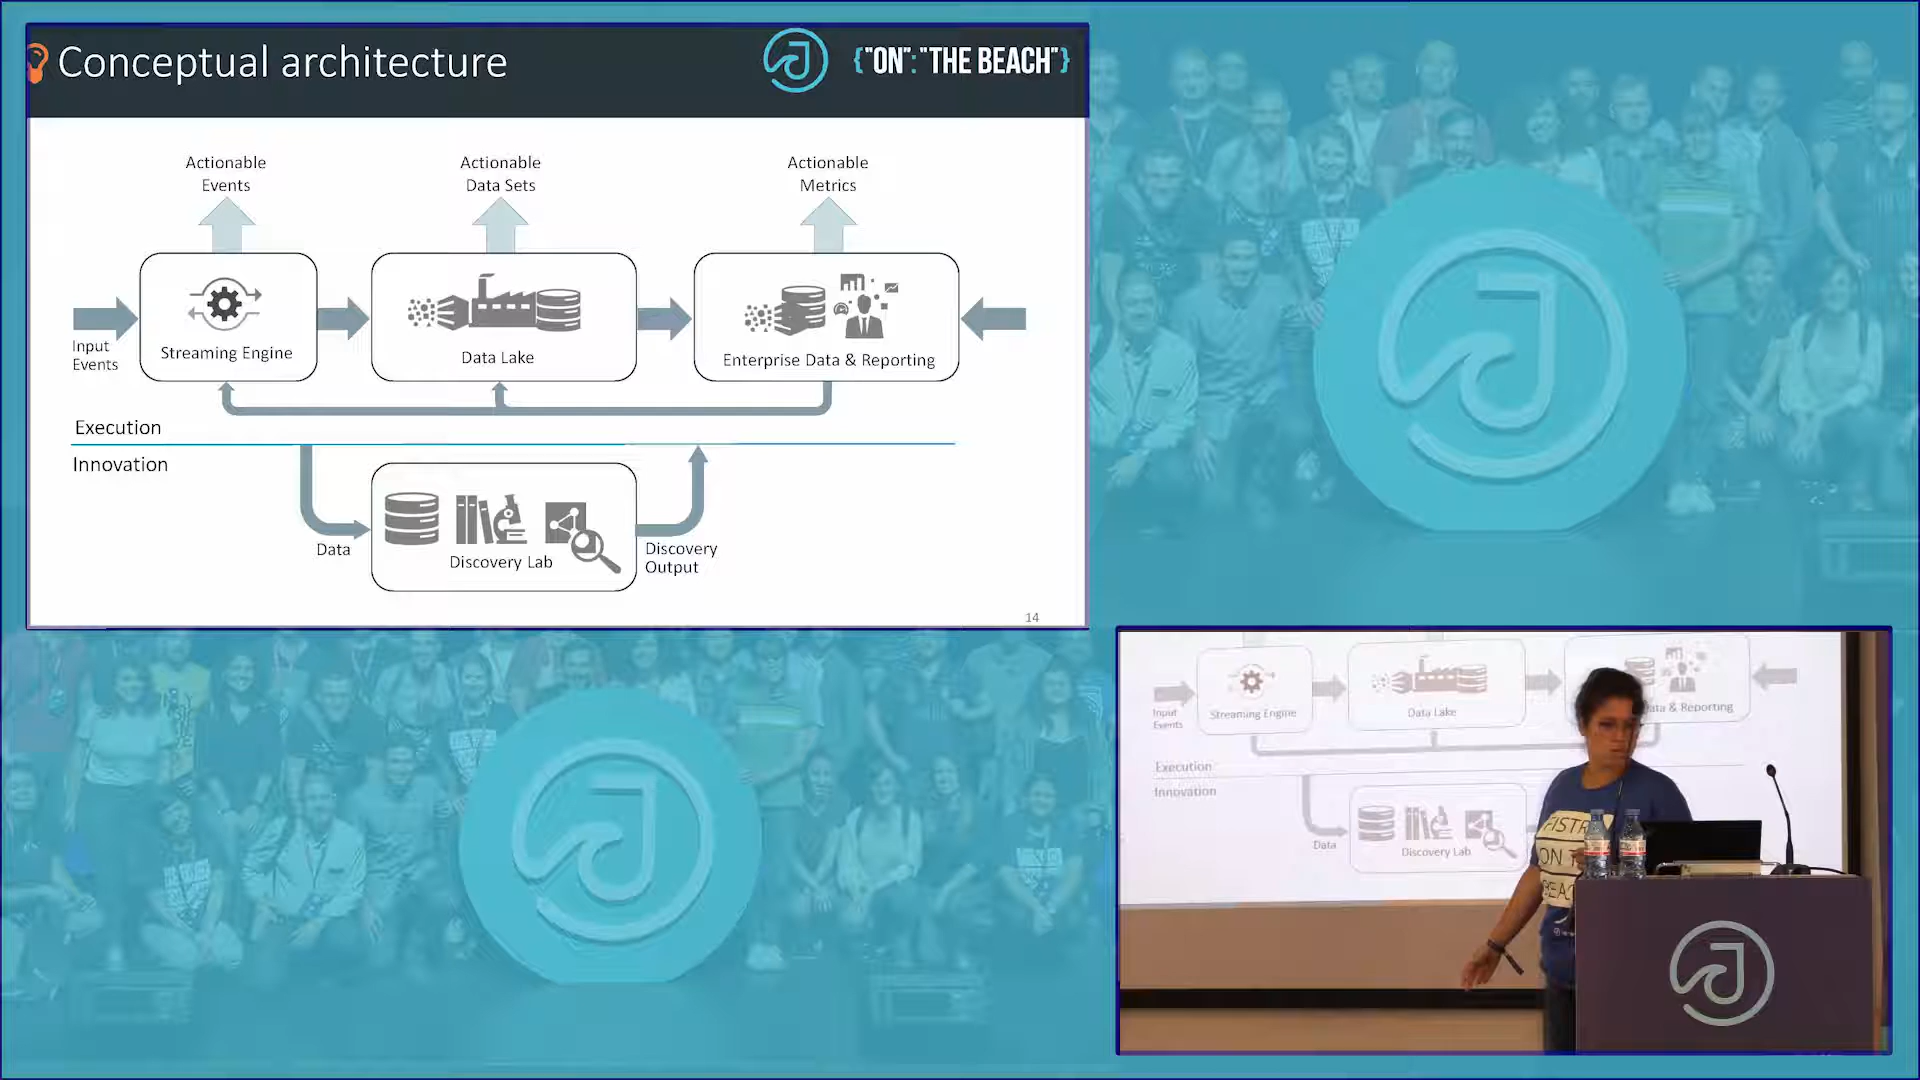 Conceptual architecture
{"ON":"THE BEACH"}
Actionable
Events
Actionable
Data Sets
Actionable
Metrics
Input
Events
Streaming Engine
Data Lake
Enterprise Data & Reporting
Execution
Innovation
Data
Discovery Lab
Discovery
Output
14
Input
Events
Streaming Engine
Data Lake
ata & Reporting
Execution
Innovation
Data
Discovery Lab
ON